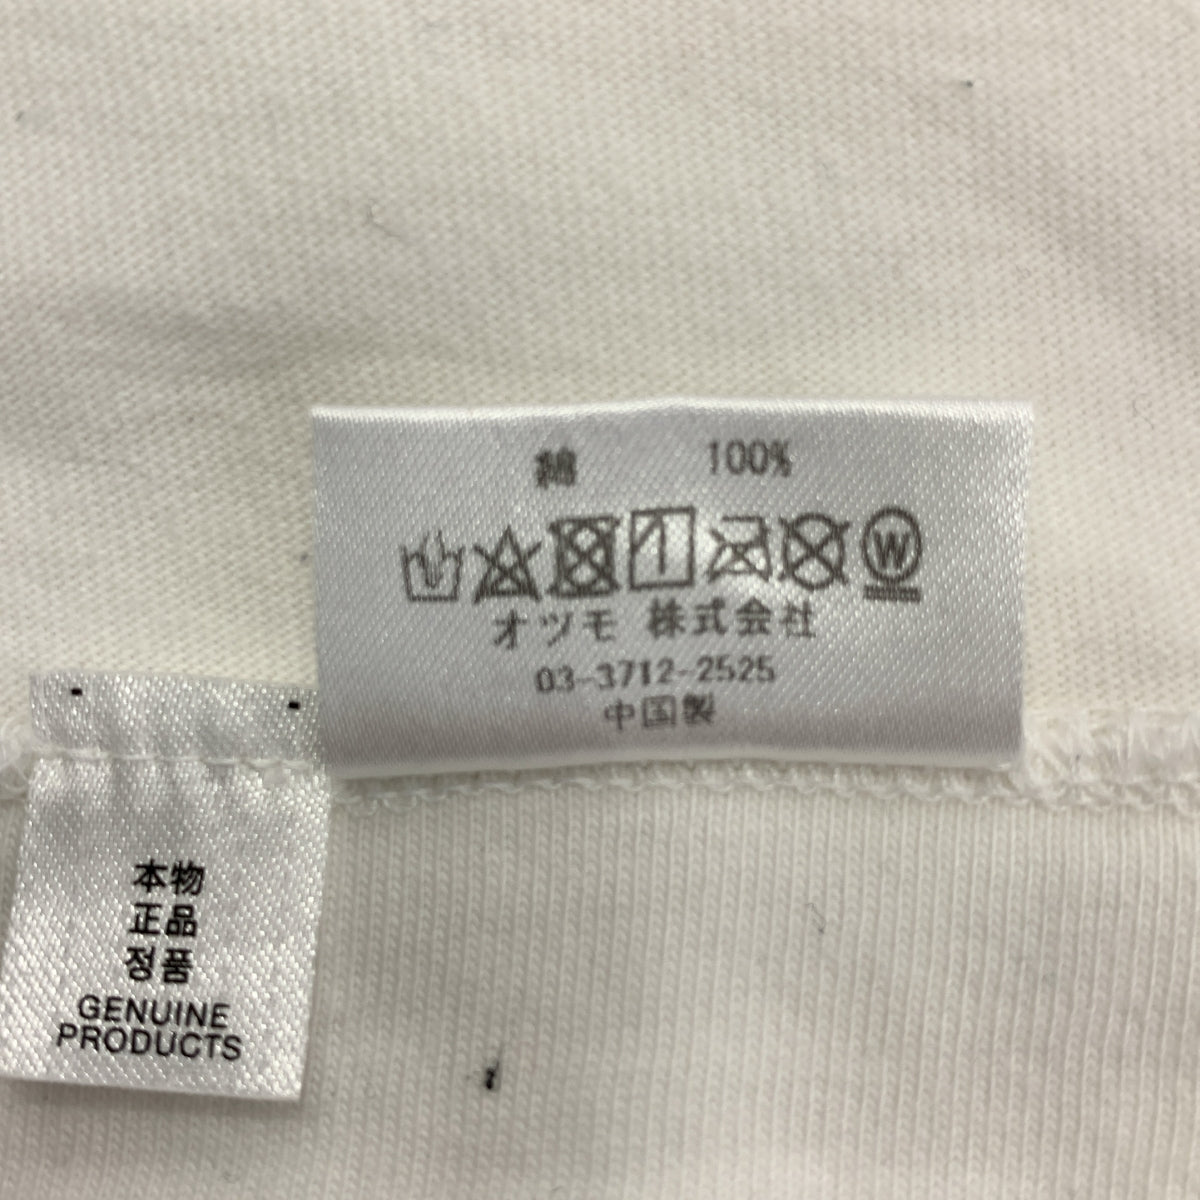 綿 100%
W
オツモ 株式会社
03-3712-2525
中国製
本物
正品
정품
GENUINE
PRODUCTS